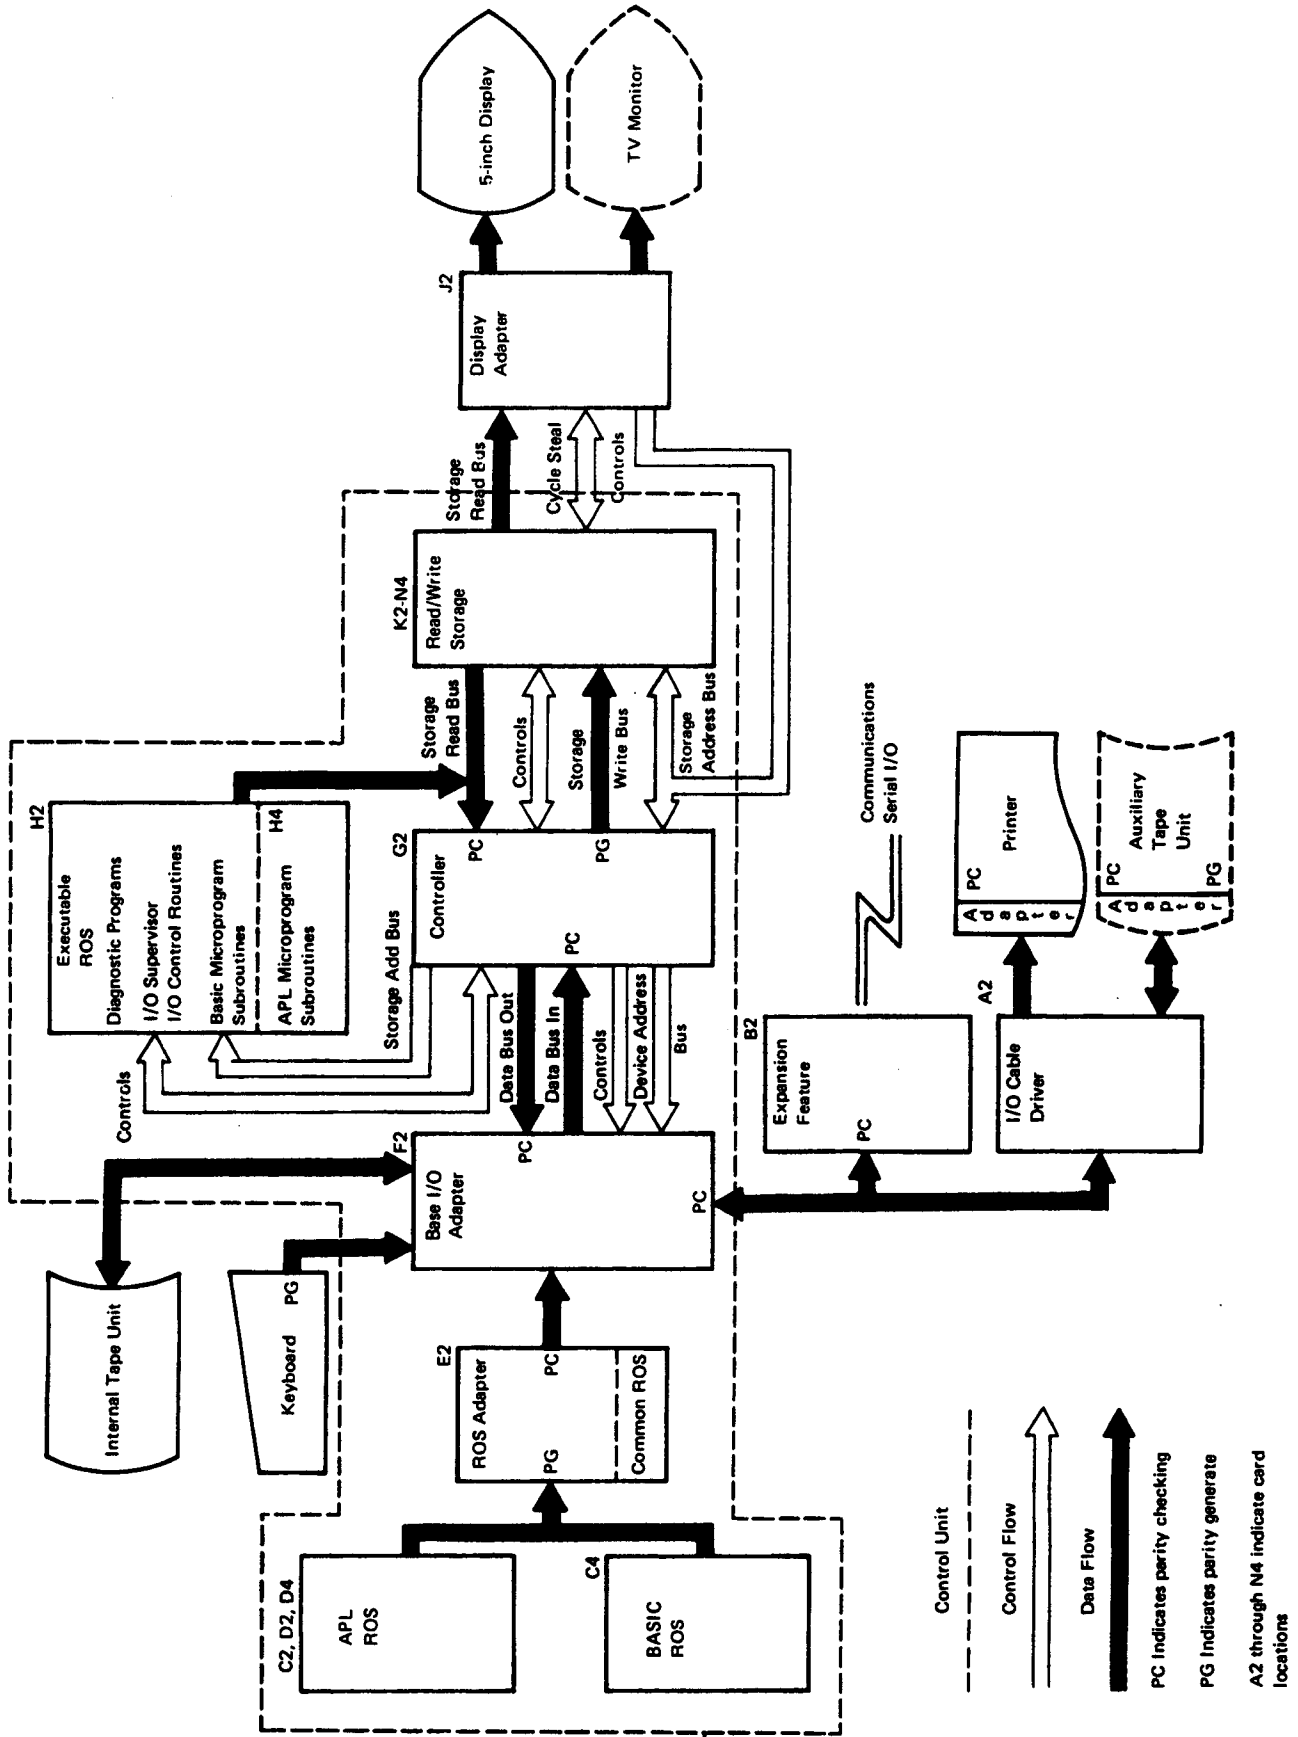 Internal Tape Unit
Keyboard
PG
C2, D2, D4
APL
ROS
C4
BASIC
ROS
E2
ROS Adapter
PG
PC
Common ROS
H2
Executable
ROS
Diagnostic Programs
I/O Supervisor
I/O Control Routines
Basic Microprogram
Subroutines
H4
APL Microprogram
Subroutines
Controls
Storage Add Bus
F2
Base I/O
Adapter
PC
PC
Data Bus Out
Data Bus In
Controls
Device Address
Bus
G2
Controller
PC
PG
PC
Storage
Read Bus
Controls
Storage
Write Bus
Storage
Address Bus
K2-N4
Read/Write
Storage
Storage
Read Bus
Cycle Steal
Controls
J2
Display
Adapter
5-inch Display
TV Monitor
B2
Expansion
Feature
PC
Communications
Serial I/O
A2
I/O Cable
Driver
Adapter
PC
Printer
Adapter
PC
Auxiliary
Tape
Unit
PG
Control Unit
Control Flow
Data Flow
PC Indicates parity checking
PG Indicates parity generate
A2 through N4 indicate card
locations